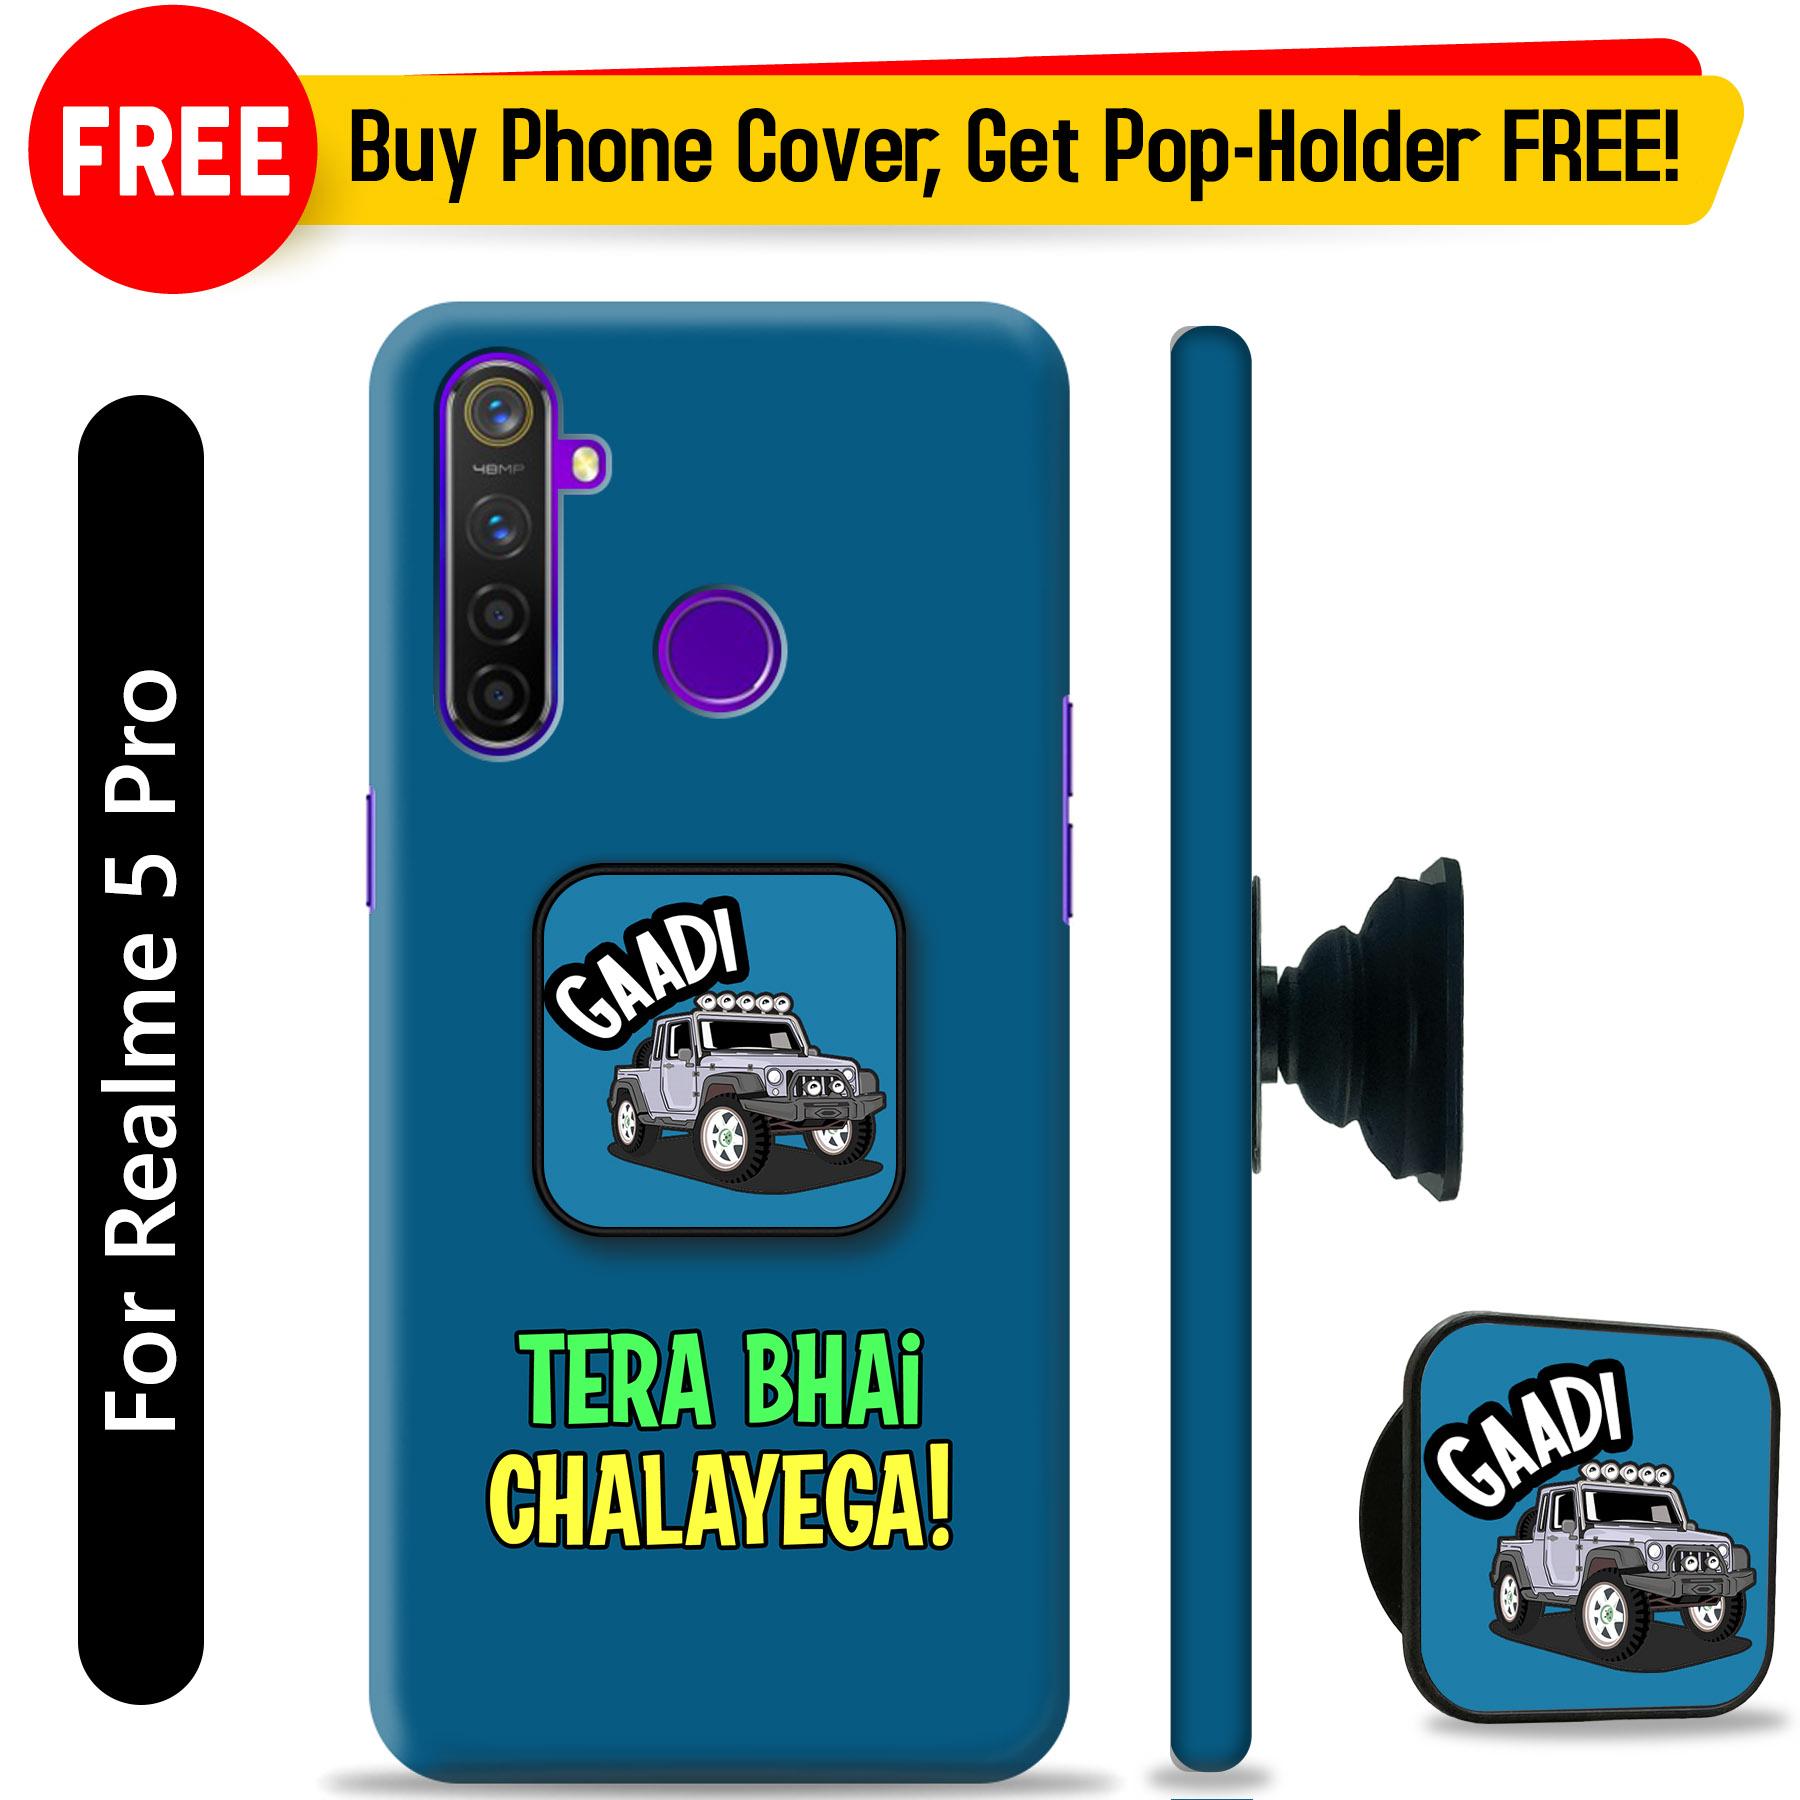 FREE
Buy Phone Cover, Get Pop-Holder FREE!
For Realme 5 Pro
48MP
GAADI
TERA BHAi
CHALAYEGA!
GAADI